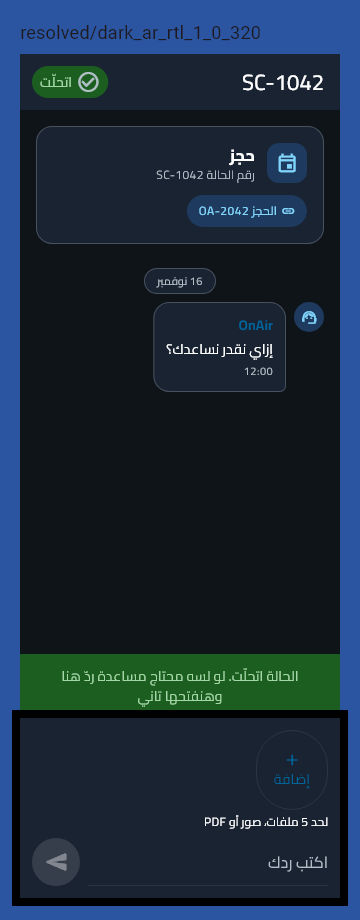 resolved/dark_ar_rtl_1_0_320
SC-1042
اتحلّت
حجز
رقم الحالة SC-1042
الحجز OA-2042
16 نوفمبر
OnAir
إزاي نقدر نساعدك؟
12:00
الحالة اتحلّت. لو لسه محتاج مساعدة ردّ هنا
وهنفتحها تاني
إضافة
لحد 5 ملفات، صور أو PDF
اكتب ردك